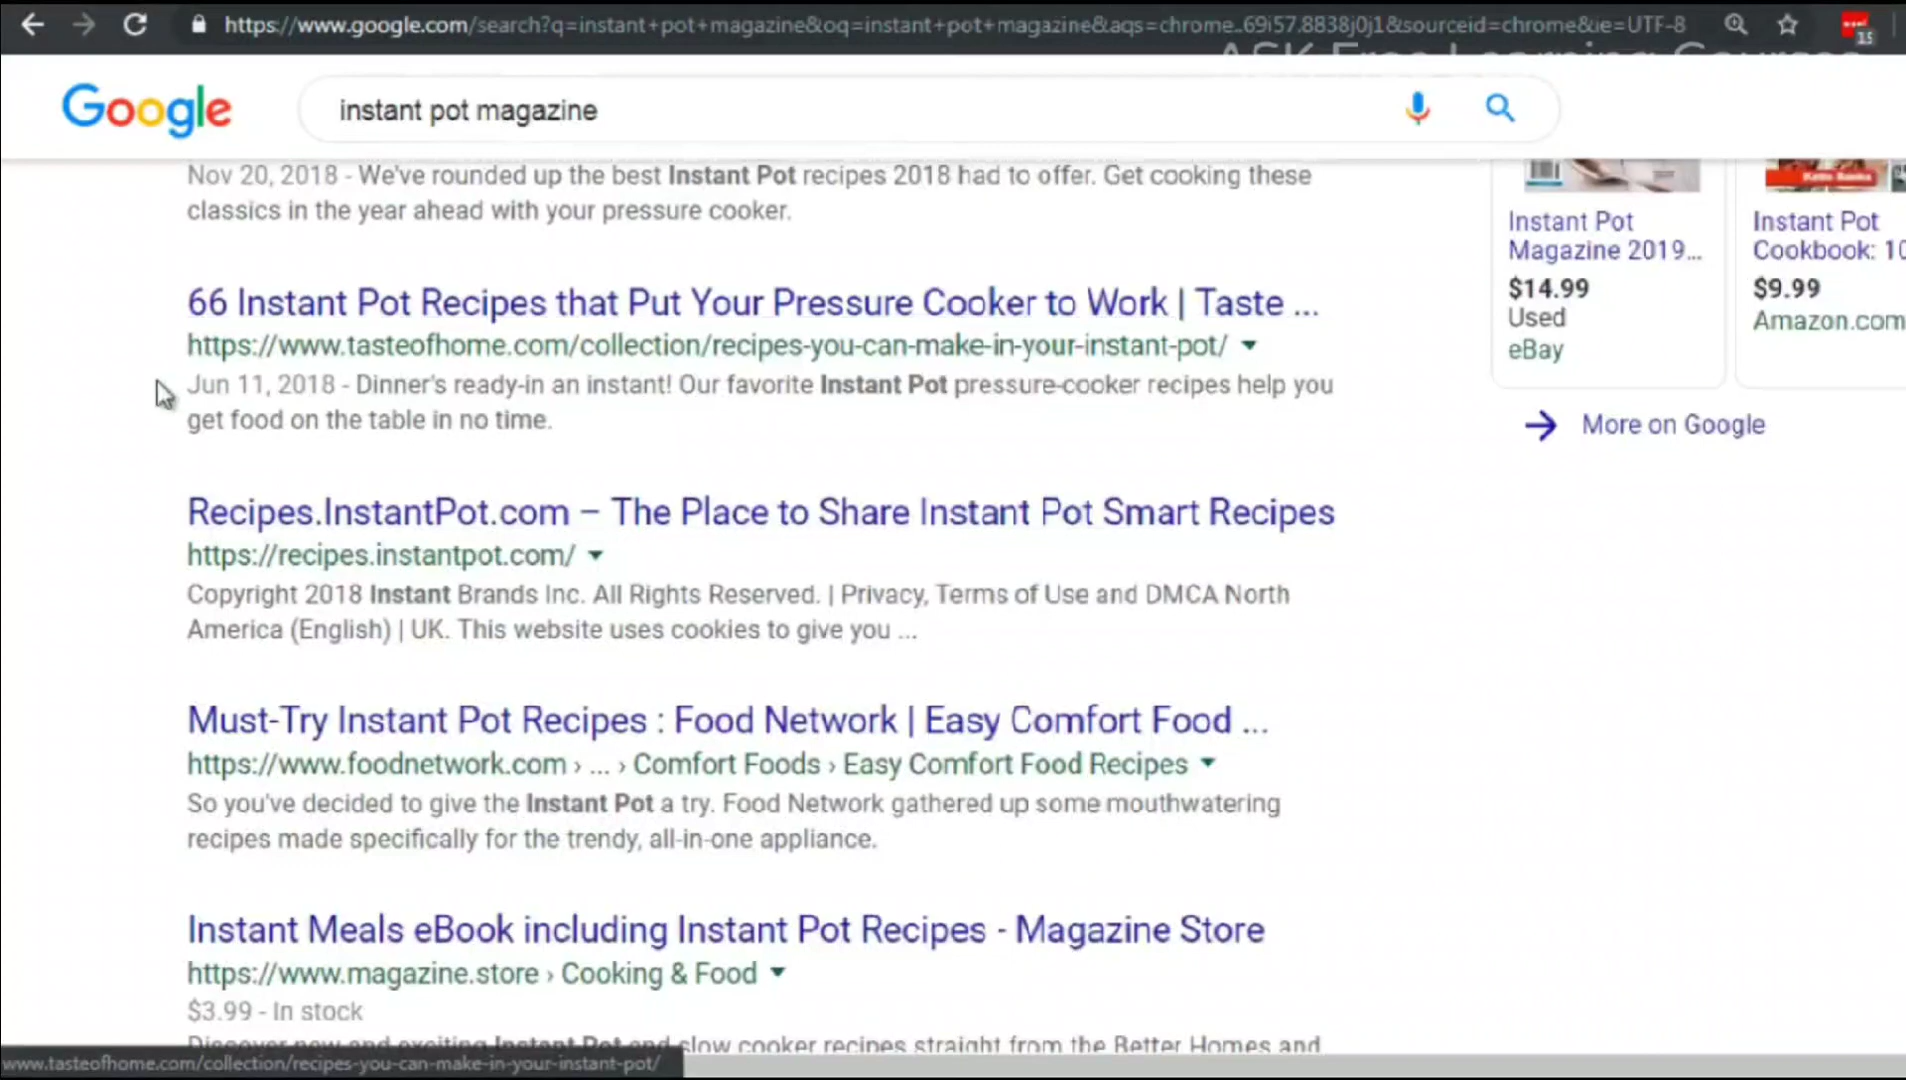 https://www.google.com/search?q=instant+pot+magazine&oq=instant+pot+magazine&aqs=chrome..69i57.8838j0j1&sourceid=chrome&ie=UTF-8
15
ASK Free Learning Courses
Google
instant pot magazine
Nov 20, 2018 - We've rounded up the best Instant Pot recipes 2018 had to offer. Get cooking these
classics in the year ahead with your pressure cooker.
66 Instant Pot Recipes that Put Your Pressure Cooker to Work | Taste ...
https://www.tasteofhome.com/collection/recipes-you-can-make-in-your-instant-pot/
Jun 11, 2018 - Dinner's ready-in an instant! Our favorite Instant Pot pressure-cooker recipes help you
get food on the table in no time.
Recipes.InstantPot.com – The Place to Share Instant Pot Smart Recipes
https://recipes.instantpot.com/
Copyright 2018 Instant Brands Inc. All Rights Reserved. | Privacy, Terms of Use and DMCA North
America (English) | UK. This website uses cookies to give you ...
Must-Try Instant Pot Recipes : Food Network | Easy Comfort Food ...
https://www.foodnetwork.com › ... › Comfort Foods › Easy Comfort Food Recipes
So you've decided to give the Instant Pot a try. Food Network gathered up some mouthwatering
recipes made specifically for the trendy, all-in-one appliance.
Instant Meals eBook including Instant Pot Recipes - Magazine Store
https://www.magazine.store › Cooking & Food
$3.99 - In stock
Discover new and exciting Instant Pot and slow cooker recipes straight from the Better Homes and
www.tasteofhome.com/collection/recipes-you-can-make-in-your-instant-pot/
Instant Pot
Magazine 2019...
$14.99
Used
eBay
Instant Pot
Cookbook: 10
$9.99
Amazon.com
More on Google